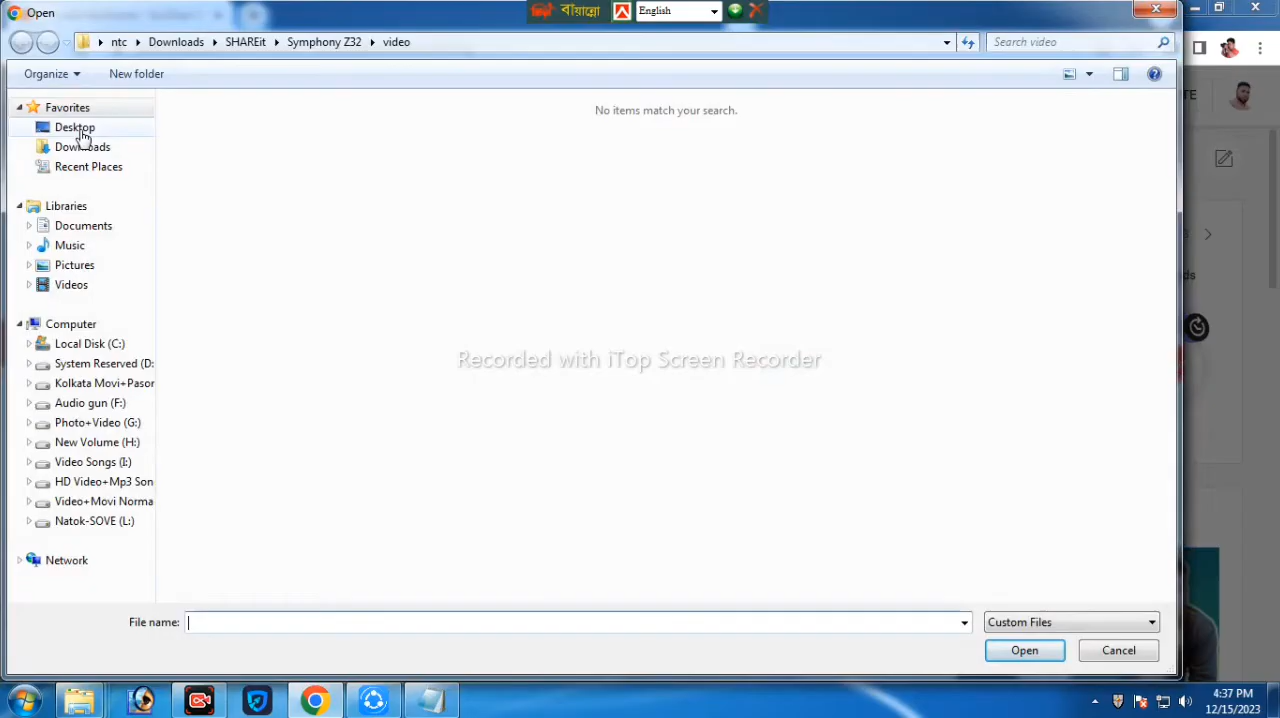 Open
বায়ান্নো
English
ntc
Downloads
SHAREit
Symphony Z32
video
Search video
Organize
New folder
TE
Favorites
No items match your search.
Desktop
Downloads
Recent Places
Libraries
Documents
Music
Pictures
Videos
ds
Computer
Local Disk (C:)
System Reserved (D:
Kolkata Movi+Pasor
Audio gun (F:)
Photo+Video (G:)
New Volume (H:)
Video Songs (I:)
HD Video+Mp3 Son
Video+Movi Norma
Natok-SOVE (L:)
Network
Recorded with iTop Screen Recorder
File name:
Custom Files
Open
Cancel
4:37 PM
12/15/2023